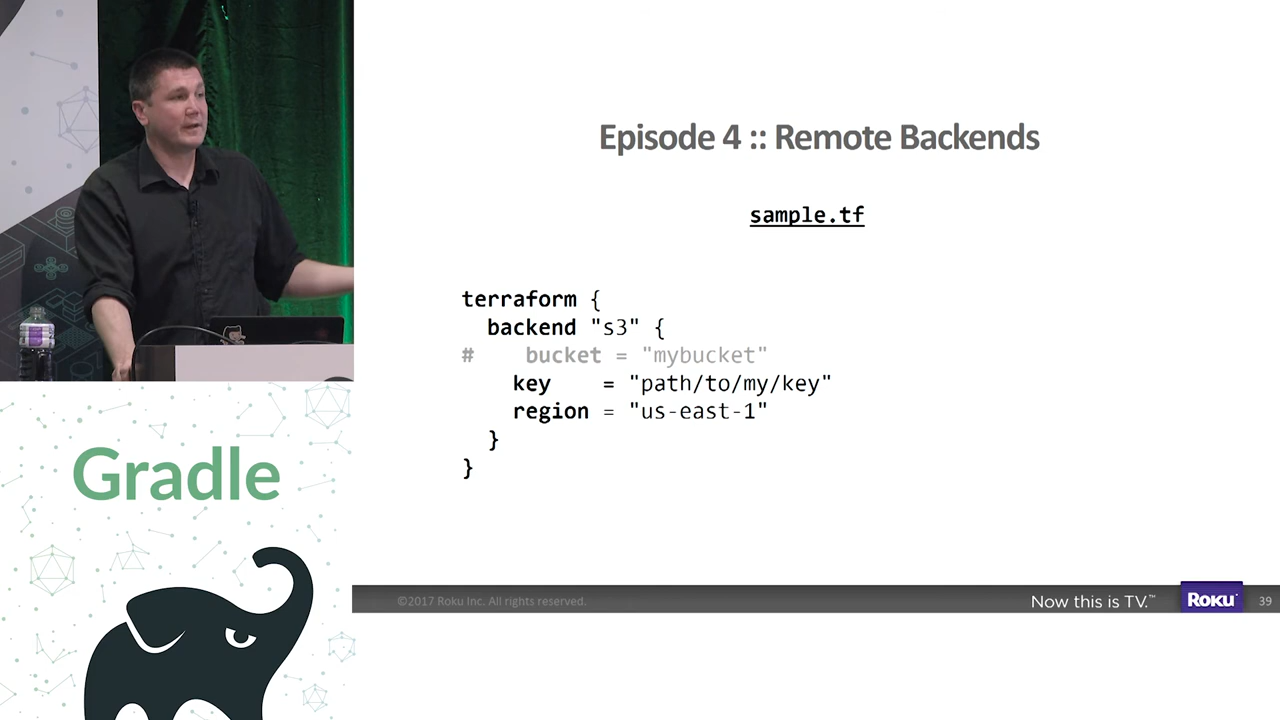 Episode 4 :: Remote Backends
sample.tf
terraform {
  backend "s3" {
#    bucket = "mybucket"
    key    = "path/to/my/key"
    region = "us-east-1"
  }
}
Gradle
©2017 Roku Inc. All rights reserved.
Now this is TV.™
ROKU
39